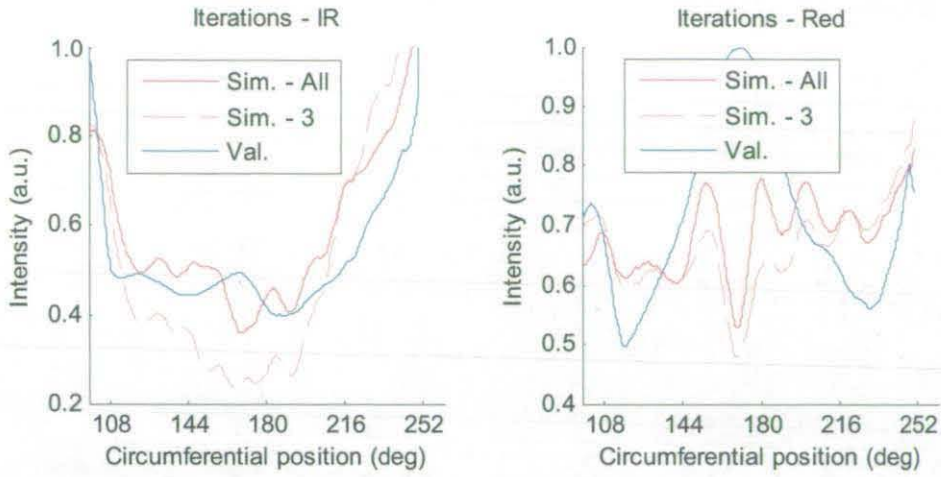 Iterations - IR
1.0
0.8
0.6
0.4
0.2
Intensity (a.u.)
Sim. - All
Sim. - 3
Val.
108 144 180 216 252
Circumferential position (deg)
Iterations - Red
1.0
0.9
0.8
0.7
0.6
0.5
0.4
Intensity (a.u.)
Sim. - All
Sim. - 3
Val.
108 144 180 216 252
Circumferential position (deg)